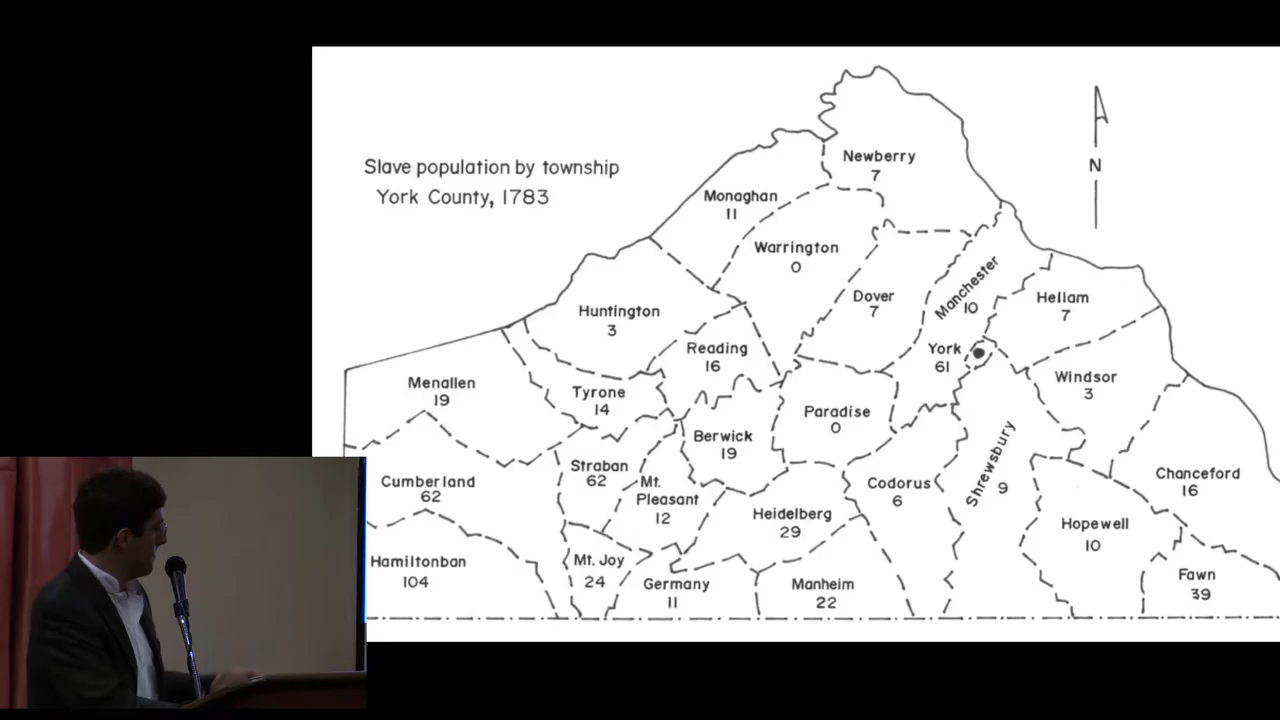 Slave population by township
York County, 1783
N
Newberry
7
Monaghan
11
Warrington
0
Manchester
10
Hellam
7
Dover
7
Huntington
3
Reading
16
York
61
Windsor
3
Menallen
19
Tyrone
14
Paradise
0
Berwick
19
Straban
62
Mt.
Pleasant
12
Shrewsbury
9
Chanceford
16
Cumberland
62
Codorus
6
Heidelberg
29
Hopewell
10
Hamiltonban
104
Mt. Joy
24
Germany
11
Manheim
22
Fawn
39